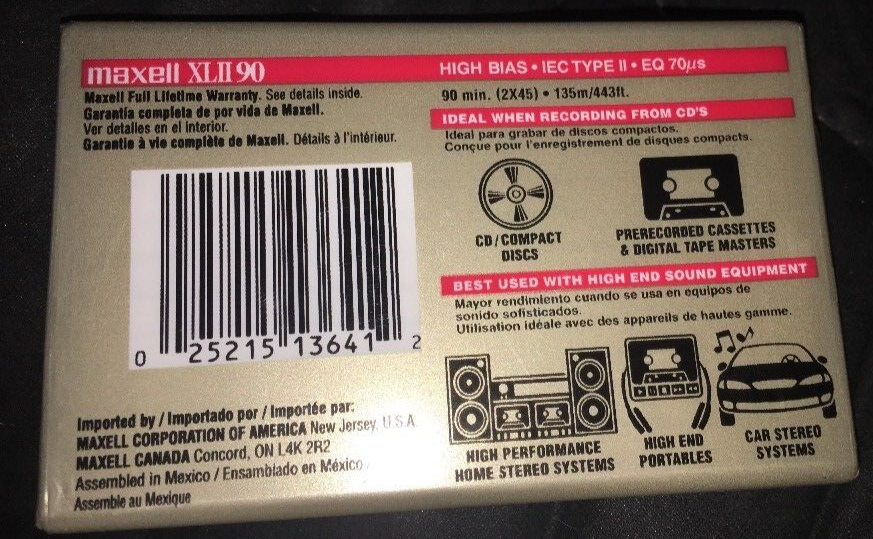 maxell XLII 90
HIGH BIAS • IEC TYPE II • EQ 70µs
Maxell Full Lifetime Warranty. See details inside.
Garantía completa de por vida de Maxell.
Ver detalles en el interior.
Garantie à vie complète de Maxell. Détails à l'intérieur.
90 min. (2X45) • 135m/443ft.
IDEAL WHEN RECORDING FROM CD'S
Ideal para grabar de discos compactos.
Conçue pour l'enregistrement de disques compacts.
CD/COMPACT
DISCS
PRERECORDED CASSETTES
& DIGITAL TAPE MASTERS
BEST USED WITH HIGH END SOUND EQUIPMENT
Mayor rendimiento cuando se usa en equipos de
sonido sofisticados.
Utilisation idéale avec des appareils de hautes gamme.
HIGH PERFORMANCE
HOME STEREO SYSTEMS
HIGH END
PORTABLES
CAR STEREO
SYSTEMS
0 25215 13641 2
Imported by / Importado por / Importée par:
MAXELL CORPORATION OF AMERICA New Jersey, U.S.A.
MAXELL CANADA Concord, ON L4K 2R2
Assembled in Mexico / Ensamblado en México
Assemble au Mexique